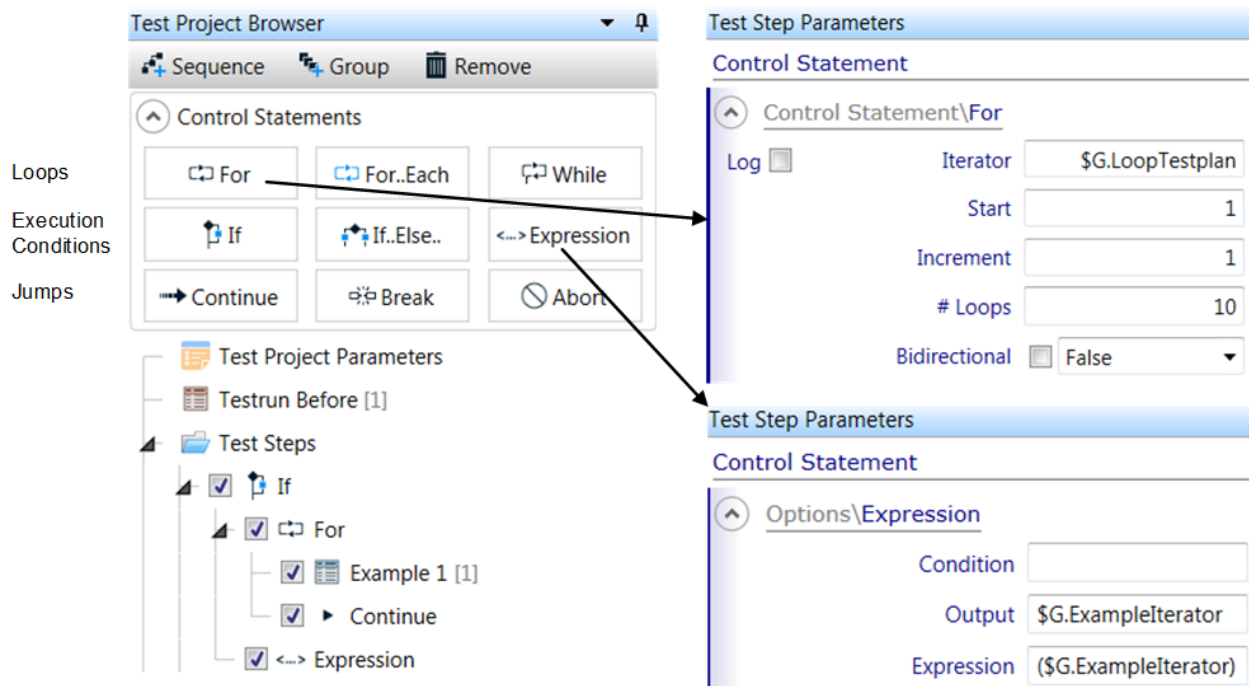 Test Project Browser
Sequence Group Remove
Control Statements
Loops
For For..Each While
Execution
Conditions
If If..Else.. <...> Expression
Jumps
Continue Break Abort
Test Project Parameters
Testrun Before [1]
Test Steps
If
For
Example 1 [1]
Continue
<...> Expression
Test Step Parameters
Control Statement
Control Statement\For
Log Iterator $G.LoopTestplan
Start 1
Increment 1
# Loops 10
Bidirectional False
Test Step Parameters
Control Statement
Options\Expression
Condition
Output $G.ExampleIterator
Expression ($G.ExampleIterator)